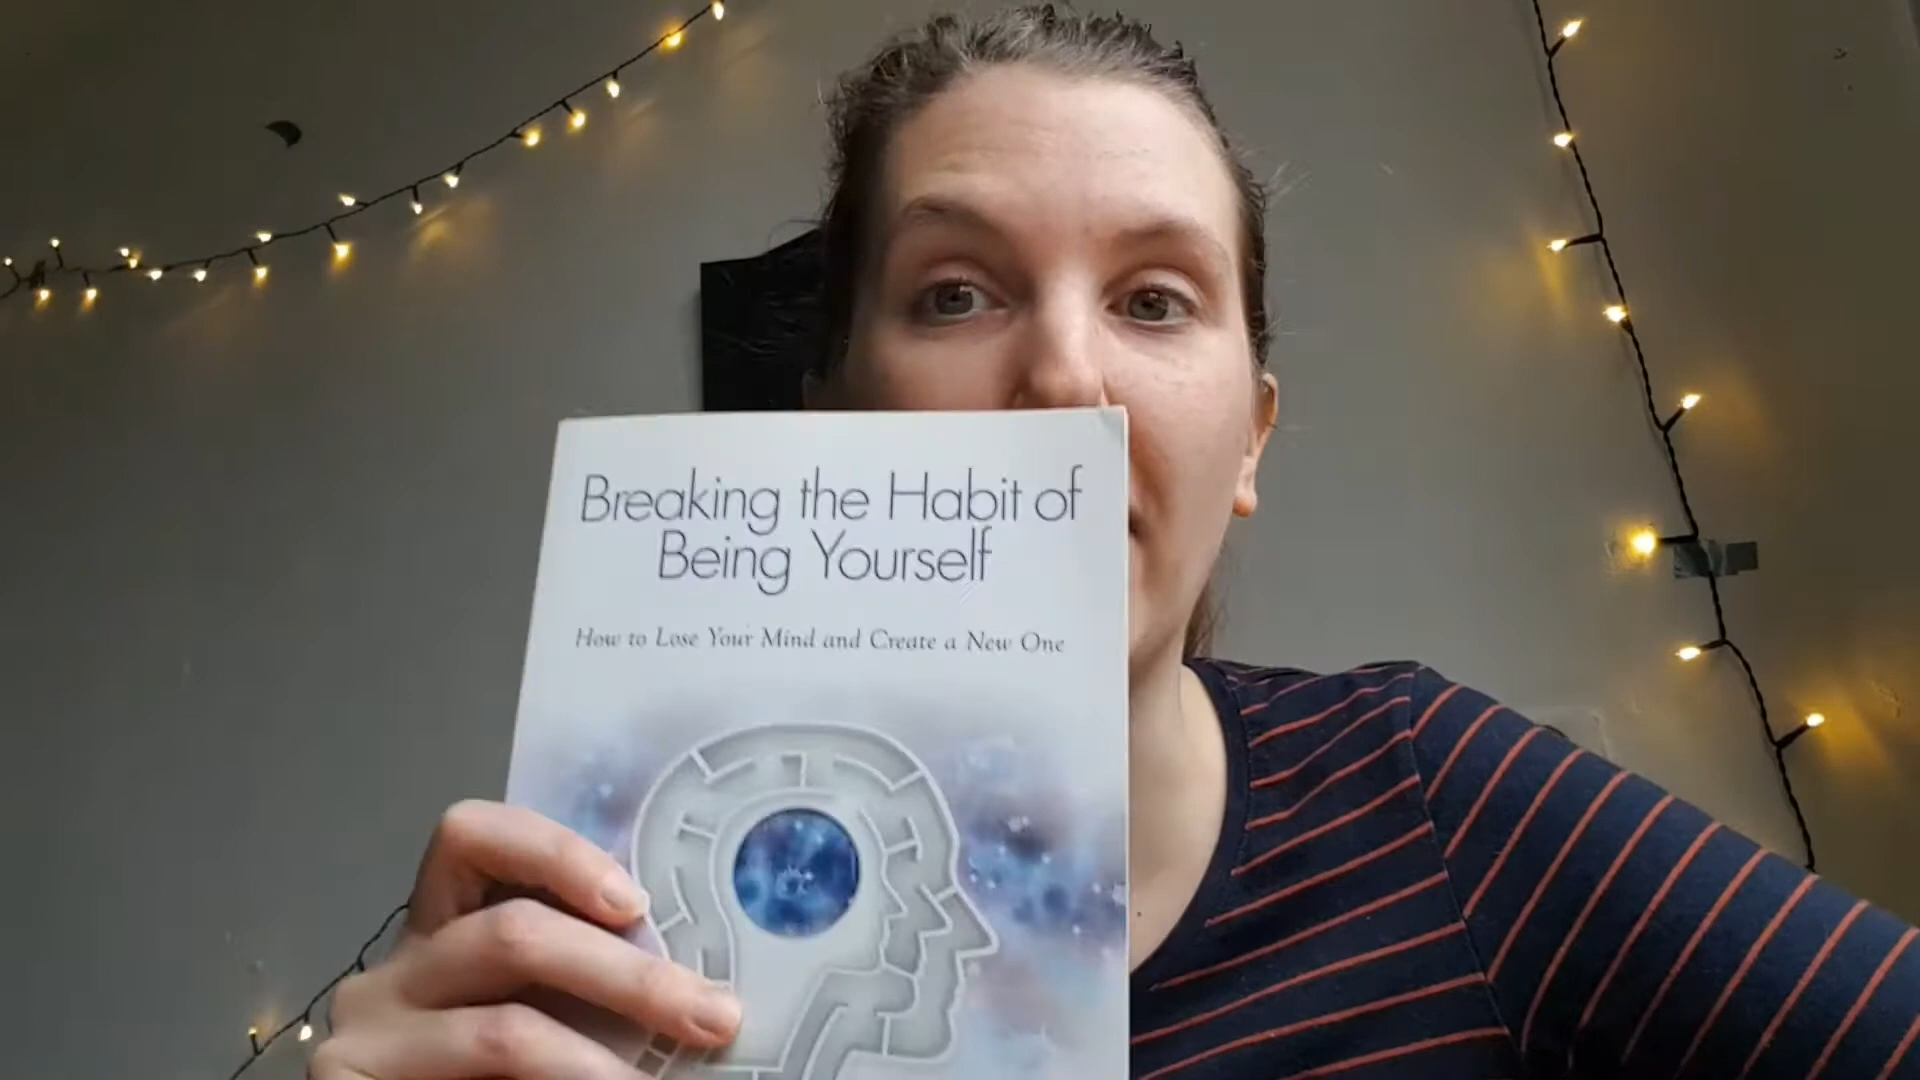 Breaking the Habit of
Being Yourself
How to Lose Your Mind and Create a New One